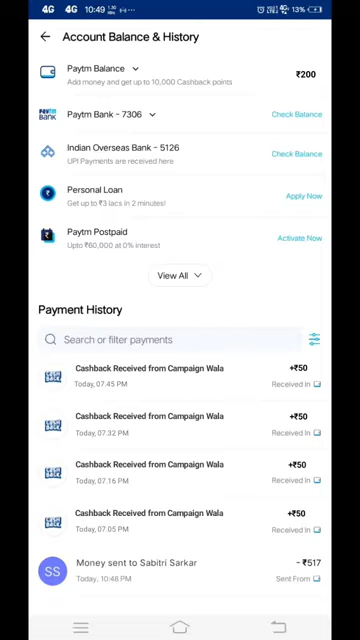 4G 4G 10:49
13%
Account Balance & History
Paytm Balance
Add money and get up to 10,000 Cashback points
₹200
PAYTM BANK
Paytm Bank - 7306
Check Balance
Indian Overseas Bank - 5126
UPI Payments are received here
Check Balance
Personal Loan
Get up to ₹3 lacs in 2 minutes!
Apply Now
Paytm Postpaid
Upto ₹60,000 at 0% interest
Activate Now
View All
Payment History
Search or filter payments
Cashback Received from Campaign Wala
+₹50
Today, 07.45 PM
Received In
Cashback Received from Campaign Wala
+₹50
Today, 07.32 PM
Received In
Cashback Received from Campaign Wala
+₹50
Today, 07.16 PM
Received In
Cashback Received from Campaign Wala
+₹50
Today, 07.05 PM
Received In
SS
Money sent to Sabitri Sarkar
- ₹517
Today, 10:48 PM
Sent From